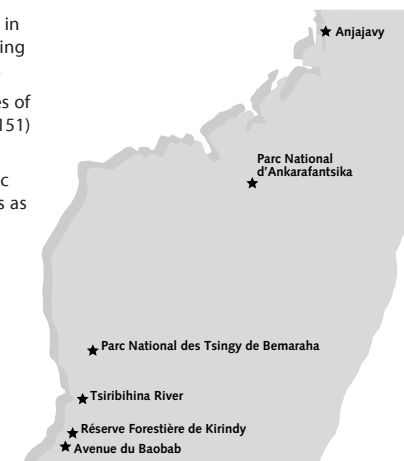 in
ing
es of
151)
c
s as
Anjajavy
Parc National
d'Ankarafantsika
Parc National des Tsingy de Bemaraha
Tsiribihina River
Réserve Forestière de Kirindy
Avenue du Baobab